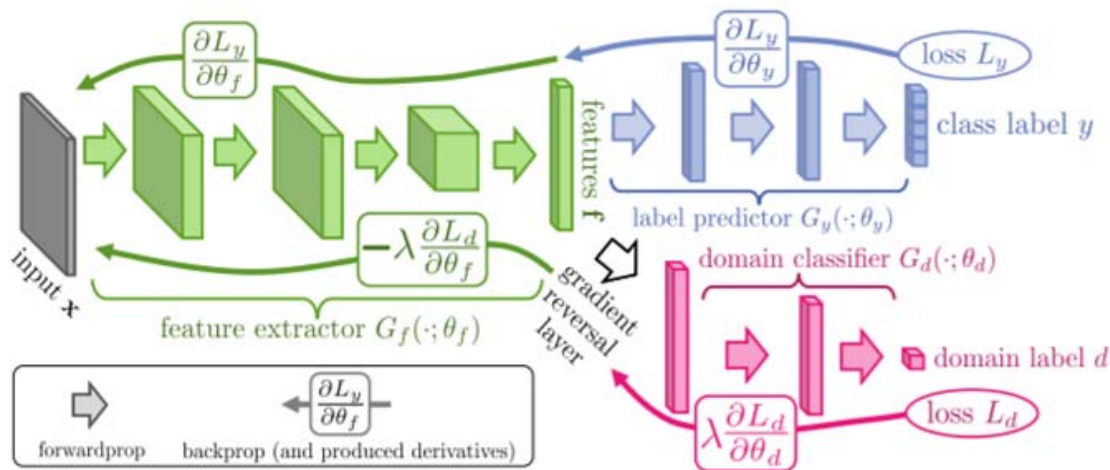 ∂L_y/∂θ_f
∂L_y/∂θ_y
loss L_y
features f
class label y
label predictor G_y(·; θ_y)
input x
−λ ∂L_d/∂θ_f
feature extractor G_f(·; θ_f)
gradient
reversal
layer
domain classifier G_d(·; θ_d)
domain label d
λ ∂L_d/∂θ_d
loss L_d
∂L_y/∂θ_f
forwardprop
backprop (and produced derivatives)